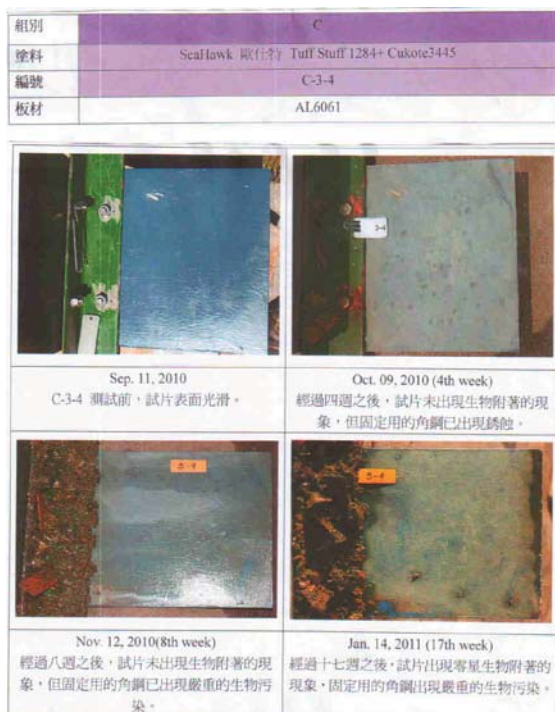 組別 C
塗料 SeaHawk 歐仕特 Tuff Stuff 1284+ Cukote3445
編號 C-3-4
板材 AL6061
3-4
Sep. 11, 2010
C-3-4 測試前，試片表面光滑。
Oct. 09, 2010 (4th week)
經過四週之後，試片未出現生物附著的現
象，但固定用的角鋼已出現銹蝕。
3-4
3-4
Nov. 12, 2010(8th week)
經過八週之後，試片未出現生物附著的現
象，但固定用的角鋼已出現嚴重的生物污
染。
Jan. 14, 2011 (17th week)
經過十七週之後，試片出現零星生物附著的
現象，固定用的角鋼出現嚴重的生物污染。